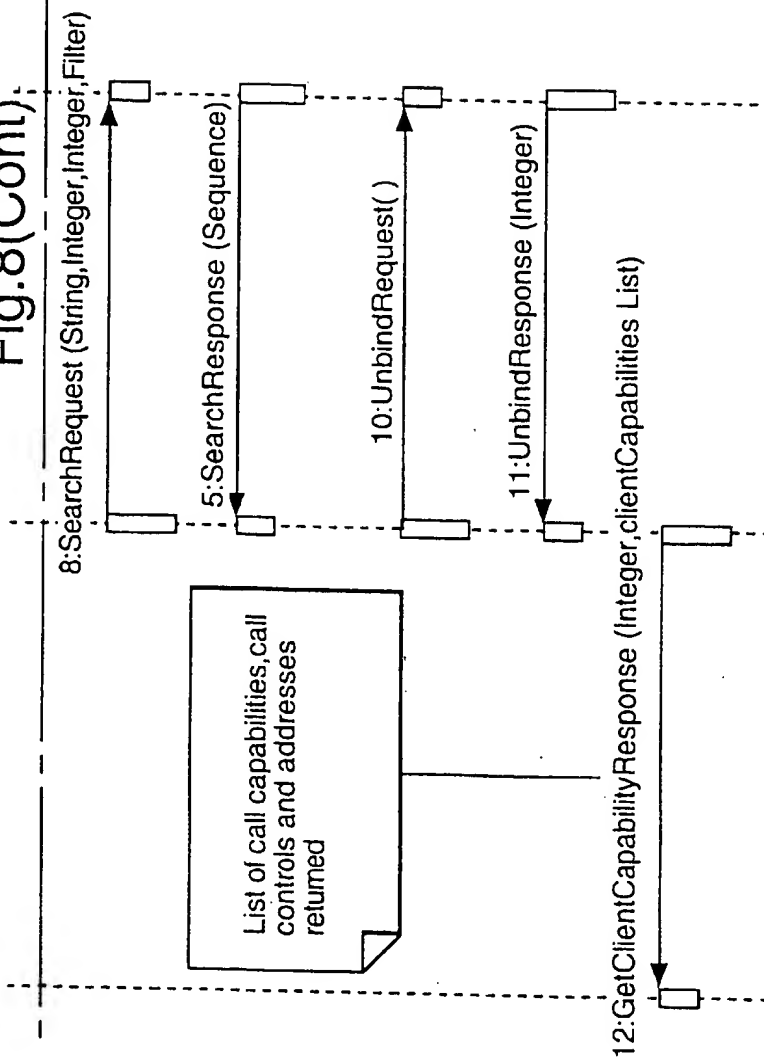 Fig.8(Cont)
8:SearchRequest (String,Integer,Integer,Filter)
5:SearchResponse (Sequence)
10:UnbindRequest( )
11:UnbindResponse (Integer)
List of call capabilities,call
controls and addresses
returned
12:GetClientCapabilityResponse (Integer,clientCapabilities List)